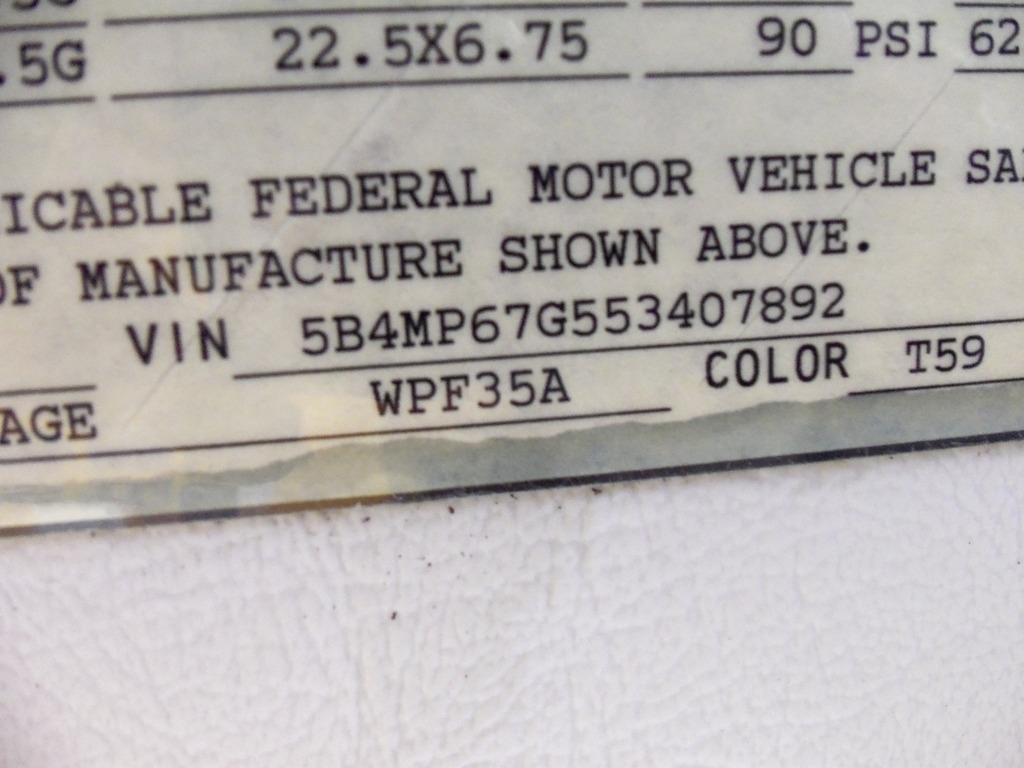 .5G 22.5X6.75 90 PSI 62
ICABLE FEDERAL MOTOR VEHICLE SA
OF MANUFACTURE SHOWN ABOVE.
VIN 5B4MP67G553407892
AGE WPF35A COLOR T59